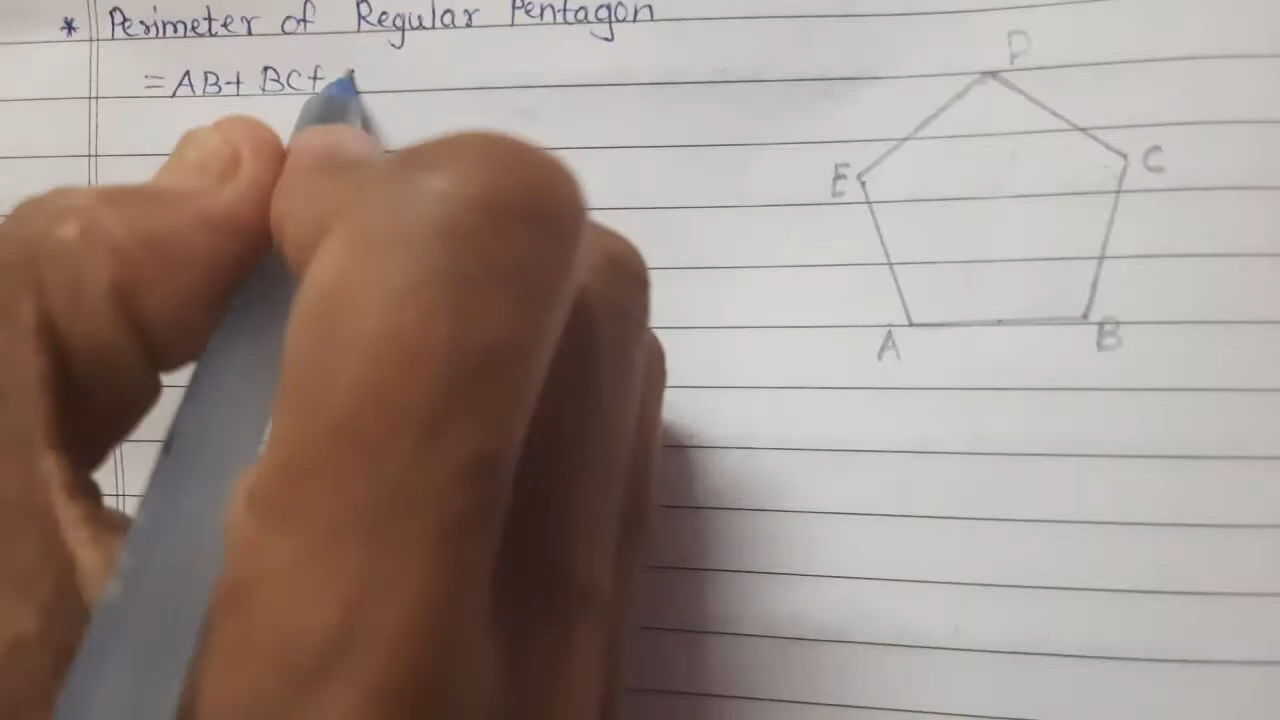 * Perimeter of Regular Pentagon
= AB + BC +
D
E
C
A
B